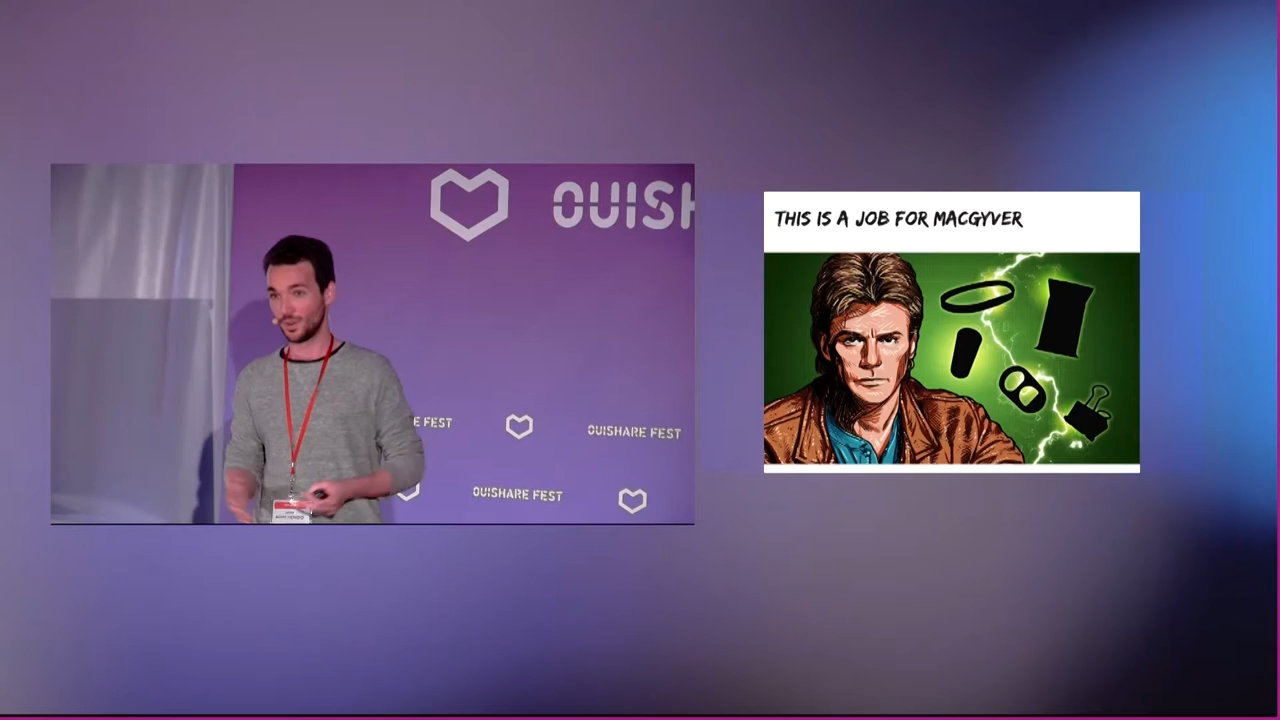 OUISH
THIS IS A JOB FOR MACGYVER
E FEST
OUISHARE FEST
OUISHARE FEST